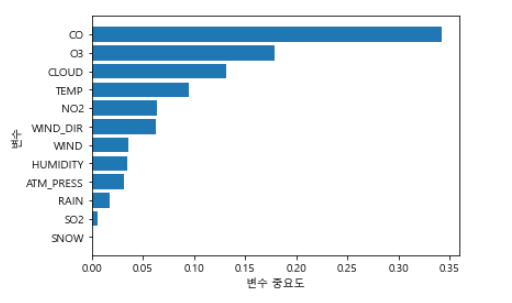 CO
O3
CLOUD
TEMP
NO2
WIND_DIR
WIND
HUMIDITY
ATM_PRESS
RAIN
SO2
SNOW
변수
0.00 0.05 0.10 0.15 0.20 0.25 0.30 0.35
변수 중요도